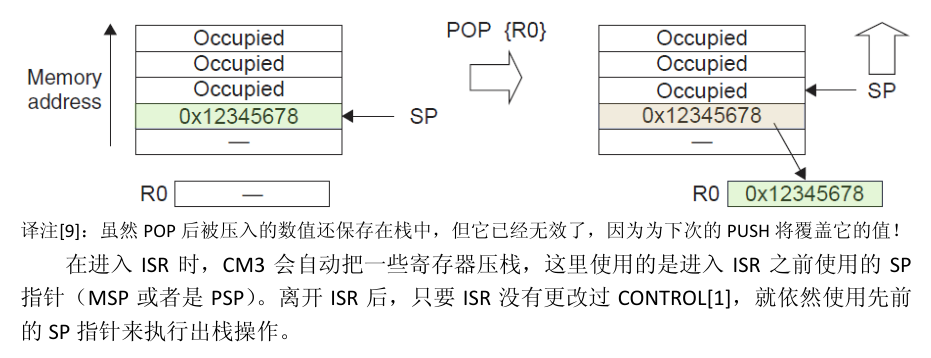 Occupied
Occupied
Occupied
0x12345678
—
Memory
address
SP
POP {R0}
Occupied
Occupied
Occupied
0x12345678
—
SP
R0 —
R0 0x12345678
译注[9]：虽然 POP 后被压入的数值还保存在栈中，但它已经无效了，因为为下次的 PUSH 将覆盖它的值！
在进入 ISR 时，CM3 会自动把一些寄存器压栈，这里使用的是进入 ISR 之前使用的 SP
指针（MSP 或者是 PSP）。离开 ISR 后，只要 ISR 没有更改过 CONTROL[1]，就依然使用先前
的 SP 指针来执行出栈操作。